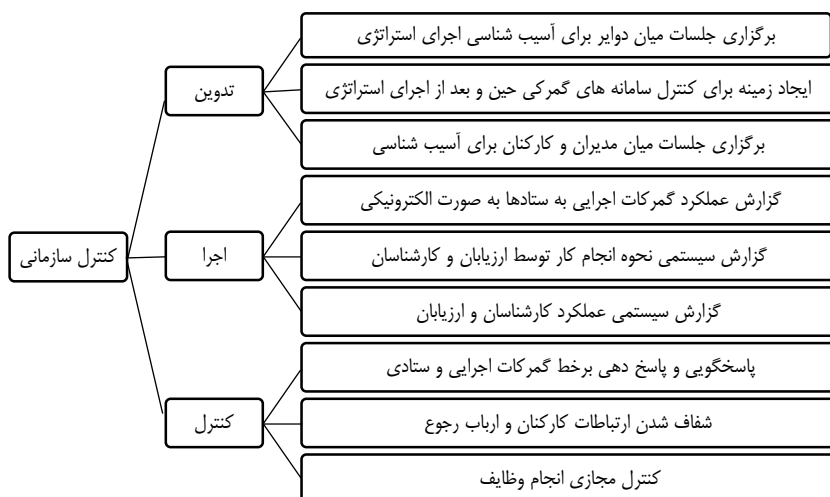 کنترل سازمانی
تدوین
برگزاری جلسات میان دوایر برای آسیب شناسی اجرای استراتژی
ایجاد زمینه برای کنترل سامانه های گمرکی حین و بعد از اجرای استراتژی
برگزاری جلسات میان مدیران و کارکنان برای آسیب شناسی
اجرا
گزارش عملکرد گمرکات اجرایی به ستادها به صورت الکترونیکی
گزارش سیستمی نحوه انجام کار توسط ارزیابان و کارشناسان
گزارش سیستمی عملکرد کارشناسان و ارزیابان
کنترل
پاسخگویی و پاسخ دهی برخط گمرکات اجرایی و ستادی
شفاف شدن ارتباطات کارکنان و ارباب رجوع
کنترل مجازی انجام وظایف